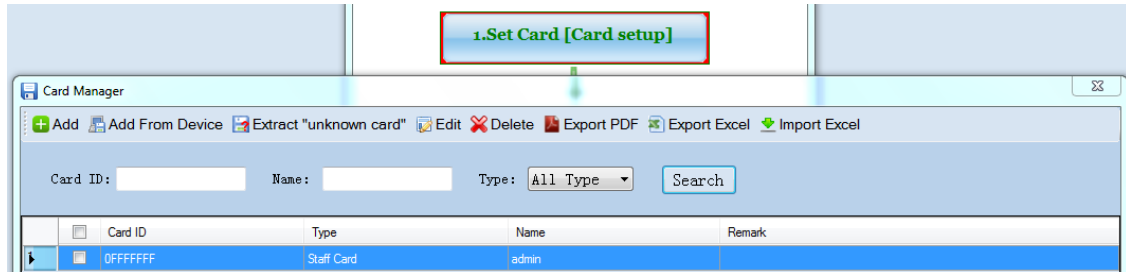 1.Set Card [Card setup]
Card Manager
Add Add From Device Extract "unknown card" Edit Delete Export PDF Export Excel Import Excel
Card ID: Name: Type: All Type Search
Card ID Type Name Remark
0FFFFFFF Staff Card admin